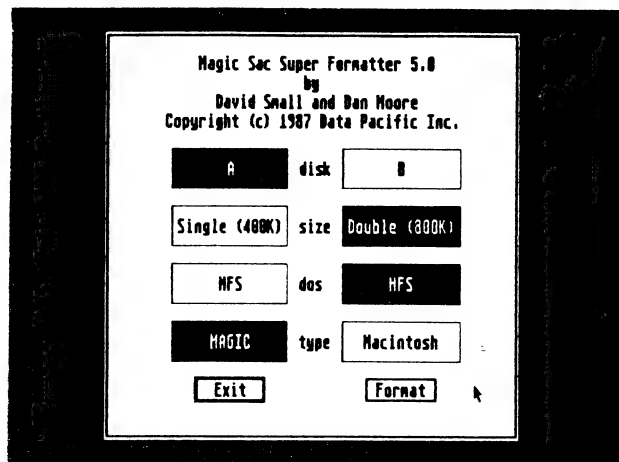 Magic Sac Super Formatter 5.0
by
David Small and Dan Moore
Copyright (c) 1987 Data Pacific Inc.
A disk B
Single (400K) size Double (800K)
MFS dos HFS
MAGIC type Macintosh
Exit Format